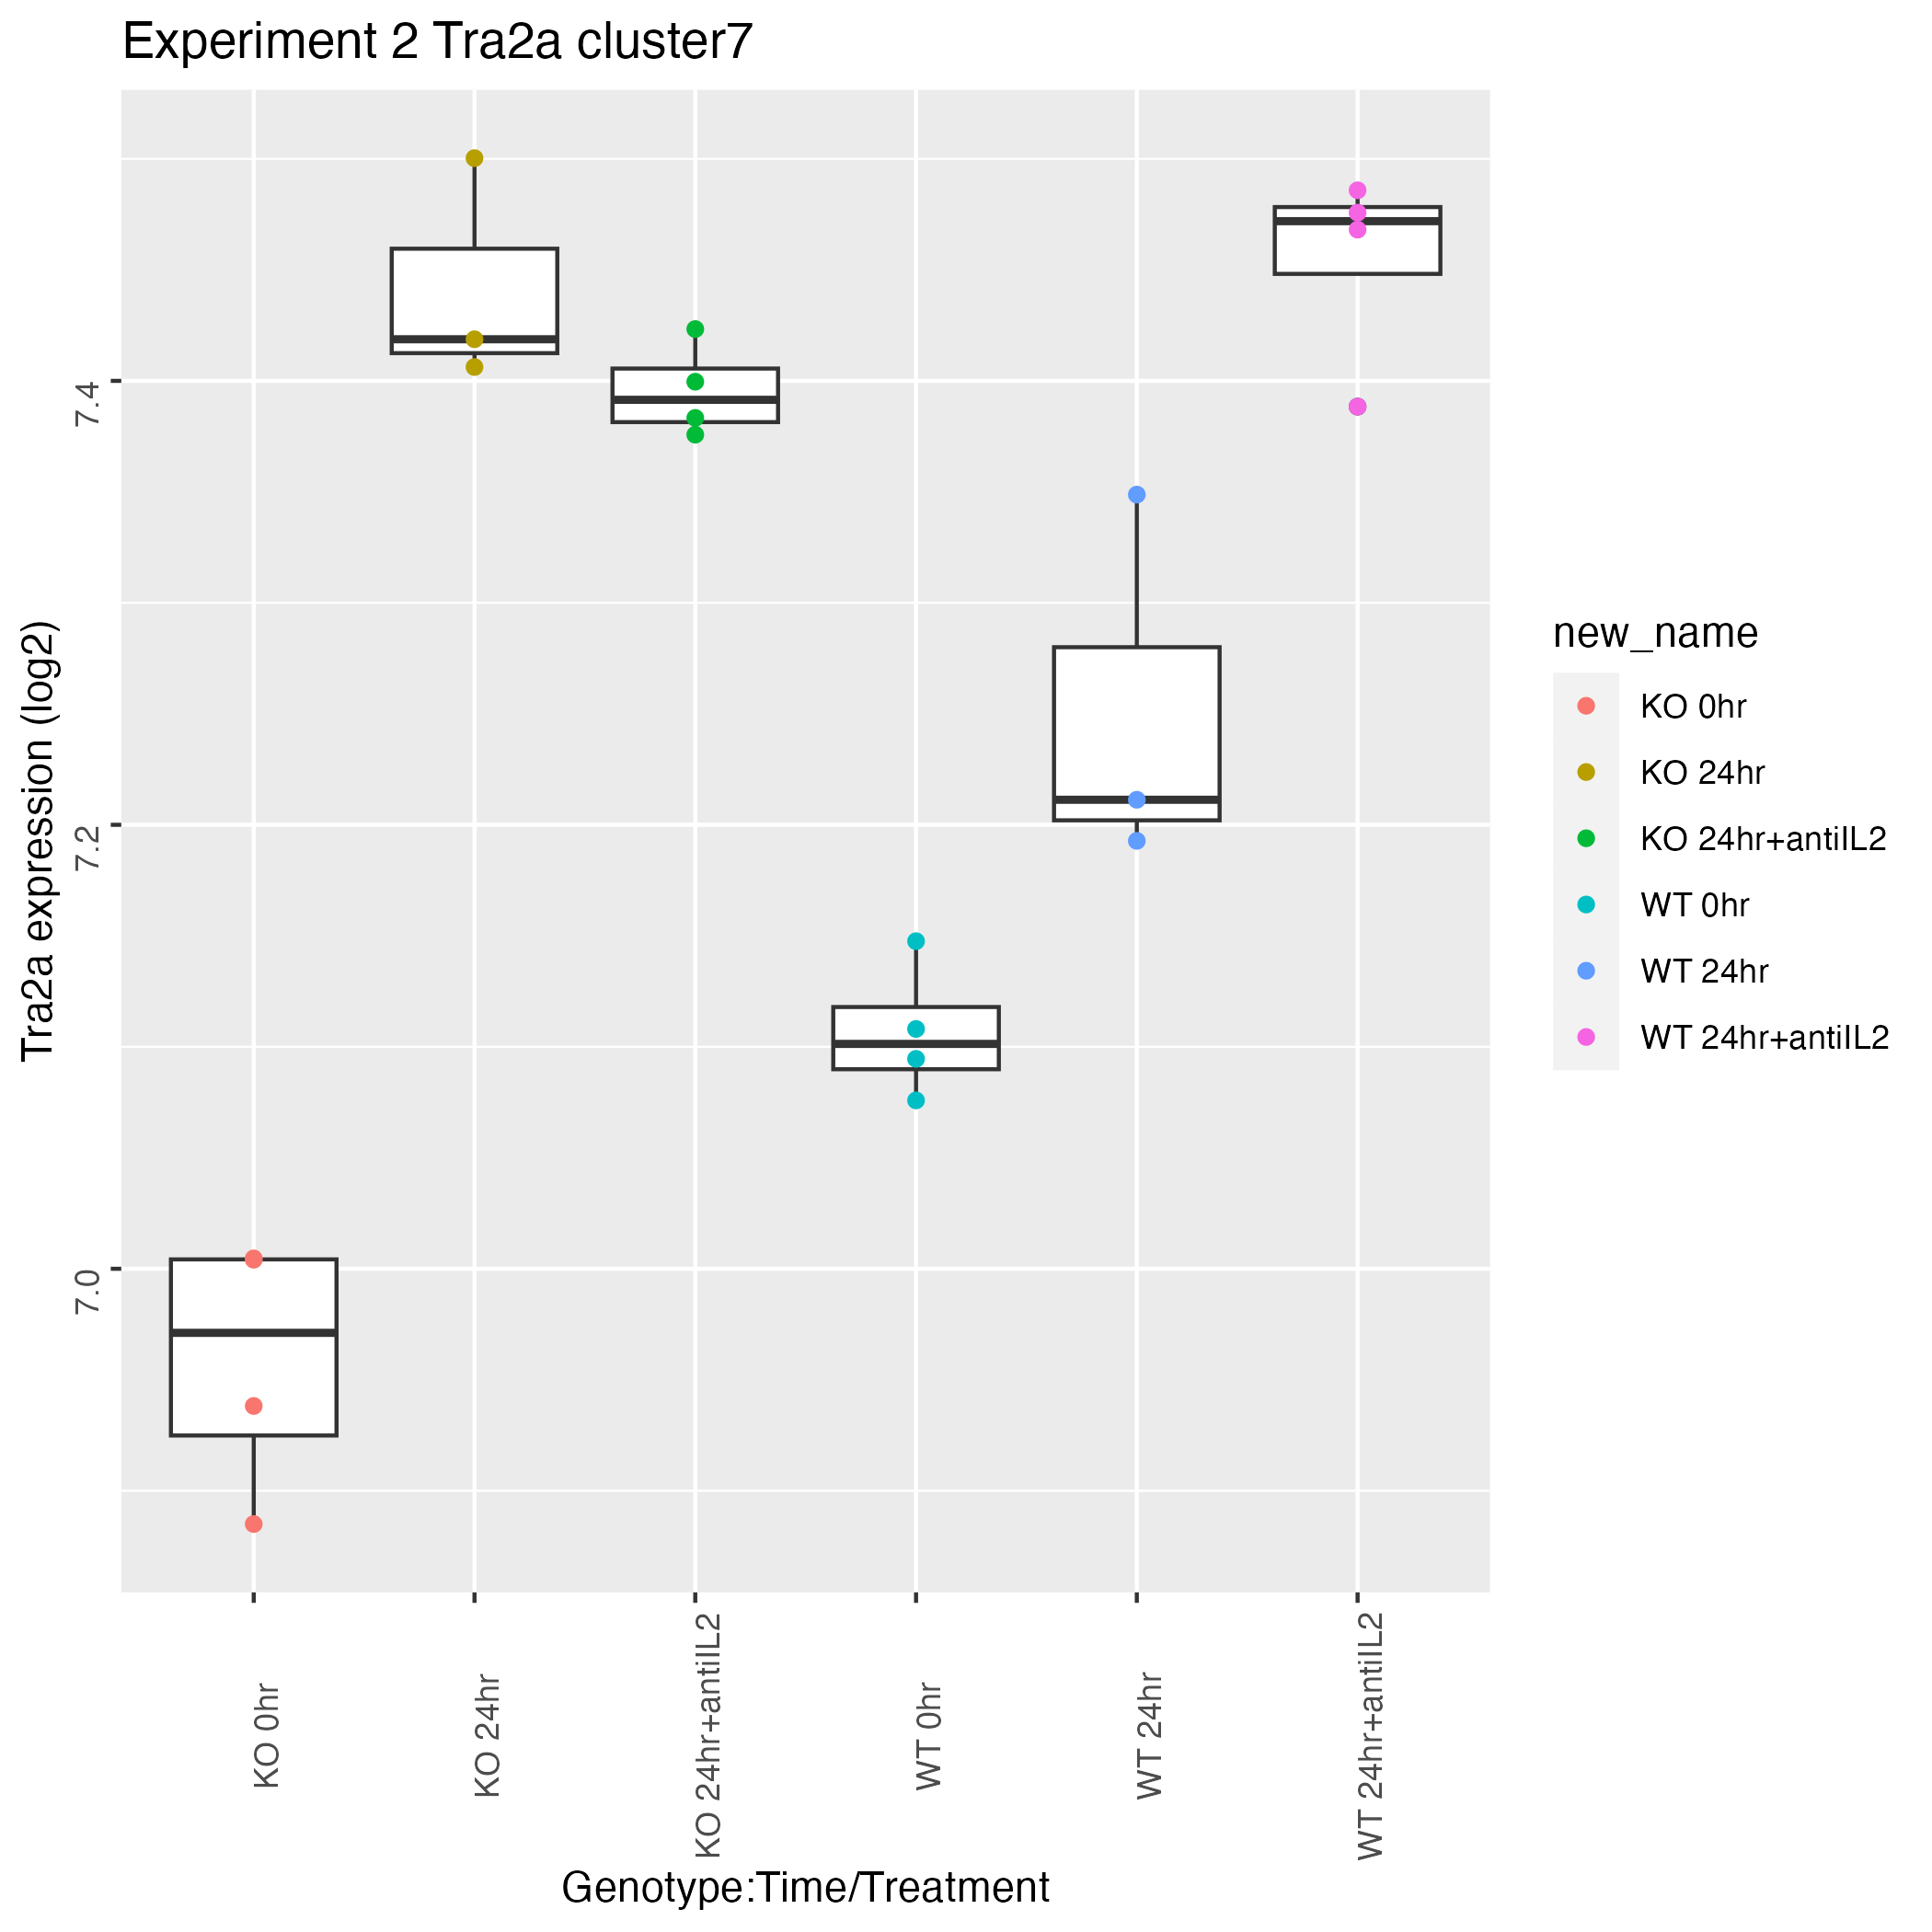 Experiment 2 Tra2a cluster7
Tra2a expression (log2)
7.4
7.2
7.0
KO 0hr
KO 24hr
KO 24hr+antiIL2
WT 0hr
WT 24hr
WT 24hr+antiIL2
Genotype:Time/Treatment
new_name
KO 0hr
KO 24hr
KO 24hr+antiIL2
WT 0hr
WT 24hr
WT 24hr+antiIL2